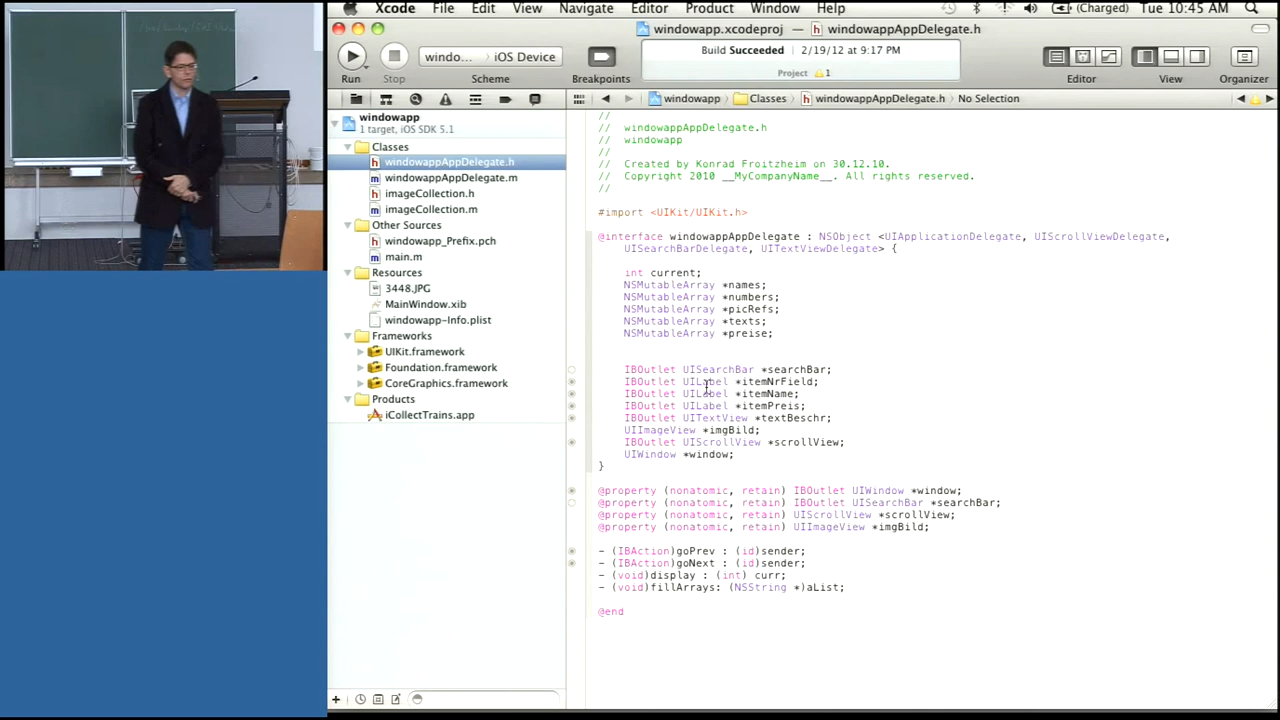 Xcode File Edit View Navigate Editor Product Window Help (Charged) Tue 10:45 AM
windowapp.xcodeproj — windowappAppDelegate.h
Run Stop windo... iOS Device Scheme Breakpoints
Build Succeeded 2/19/12 at 9:17 PM
Project 1
Editor View Organizer
windowapp Classes windowappAppDelegate.h No Selection
windowapp
1 target, iOS SDK 5.1
Classes
windowappAppDelegate.h
windowappAppDelegate.m
imageCollection.h
imageCollection.m
Other Sources
windowapp_Prefix.pch
main.m
Resources
3448.JPG
MainWindow.xib
windowapp-Info.plist
Frameworks
UIKit.framework
Foundation.framework
CoreGraphics.framework
Products
iCollectTrains.app
//
// windowappAppDelegate.h
// windowapp
//
// Created by Konrad Froitzheim on 30.12.10.
// Copyright 2010 __MyCompanyName__. All rights reserved.
//
#import <UIKit/UIKit.h>
@interface windowappAppDelegate : NSObject <UIApplicationDelegate, UIScrollViewDelegate,
UISearchBarDelegate, UITextViewDelegate> {
int current;
NSMutableArray *names;
NSMutableArray *numbers;
NSMutableArray *picRefs;
NSMutableArray *texts;
NSMutableArray *preise;
IBOutlet UISearchBar *searchBar;
IBOutlet UILabel *itemNrField;
IBOutlet UILabel *itemName;
IBOutlet UILabel *itemPreis;
IBOutlet UITextView *textBeschr;
UIImageView *imgBild;
IBOutlet UIScrollView *scrollView;
UIWindow *window;
}
@property (nonatomic, retain) IBOutlet UIWindow *window;
@property (nonatomic, retain) IBOutlet UISearchBar *searchBar;
@property (nonatomic, retain) UIScrollView *scrollView;
@property (nonatomic, retain) UIImageView *imgBild;
- (IBAction)goPrev : (id)sender;
- (IBAction)goNext : (id)sender;
- (void)display : (int) curr;
- (void)fillArrays: (NSString *)aList;
@end